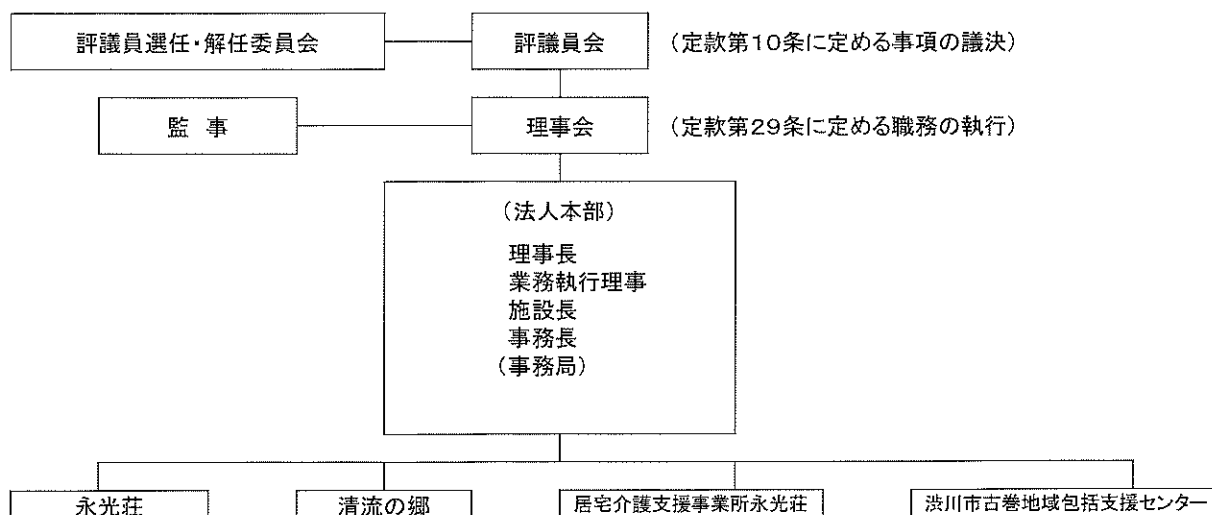 評議員選任・解任委員会
評議員会
(定款第10条に定める事項の議決)
監 事
理事会
(定款第29条に定める職務の執行)
(法人本部)
理事長
業務執行理事
施設長
事務長
(事務局)
永光荘
清流の郷
居宅介護支援事業所永光荘
渋川市古巻地域包括支援センター